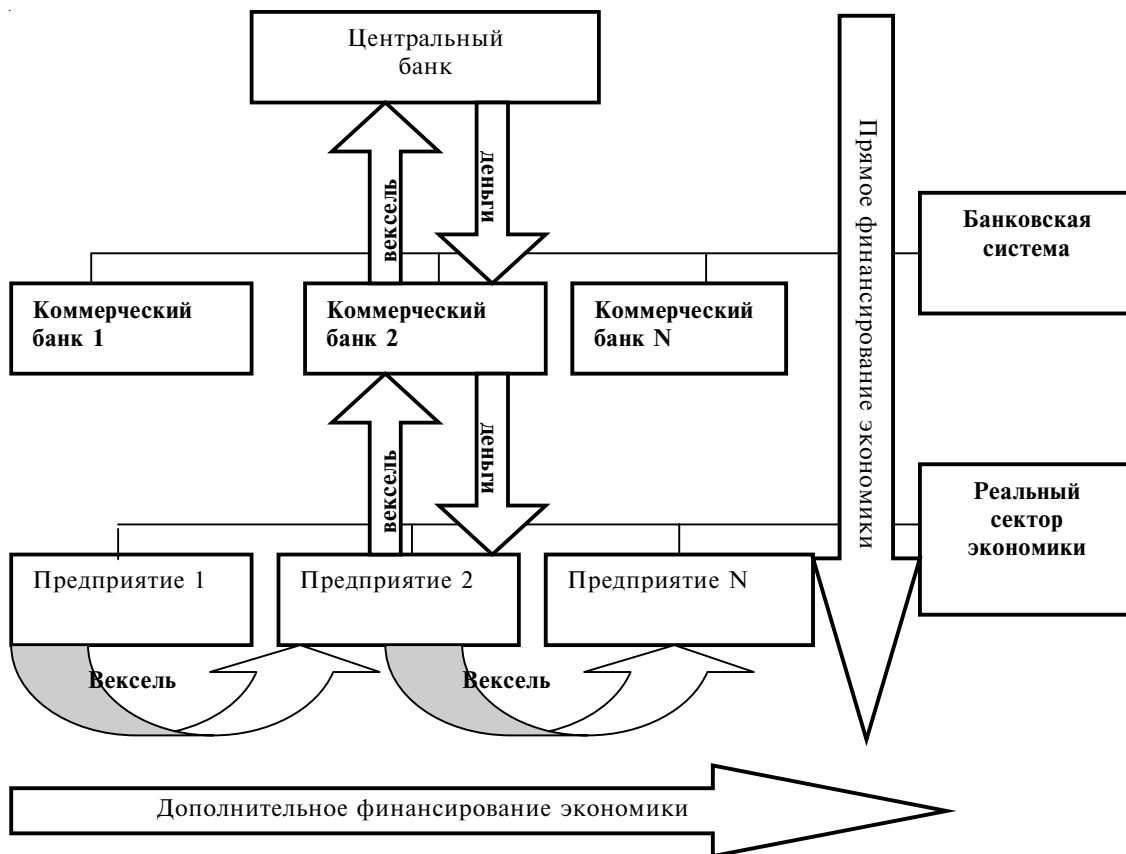 Центральный
банк
вексель
деньги
Прямое финансирование экономики
Банковская
система
Коммерческий
банк 1
Коммерческий
банк 2
Коммерческий
банк N
вексель
деньги
Реальный
сектор
экономики
Предприятие 1
Предприятие 2
Предприятие N
Вексель
Вексель
Дополнительное финансирование экономики